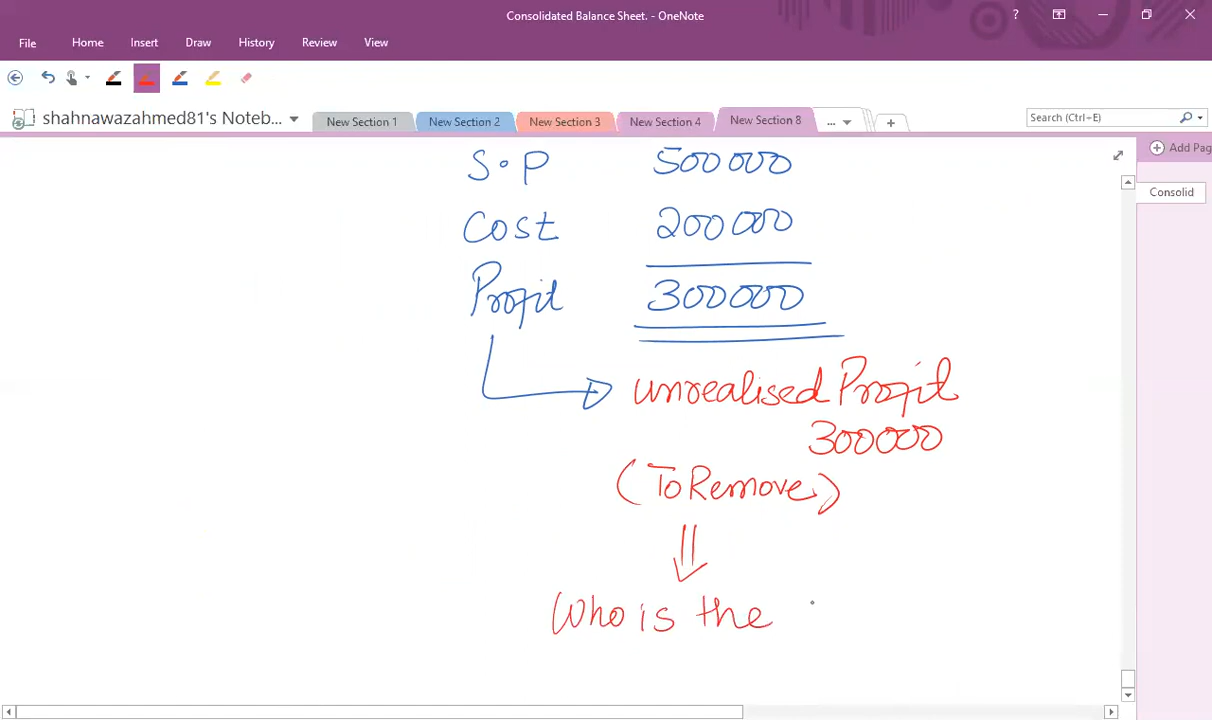 Consolidated Balance Sheet. - OneNote
?
File Home Insert Draw History Review View
shahnawazahmed81's Noteb... New Section 1 New Section 2 New Section 3 New Section 4 New Section 8 ... + Search (Ctrl+E)
+ Add Pag
Consolid
S.P 500000
Cost 200000
Profit 300000
unrealised Profit
300000
(To Remove)
Who is the